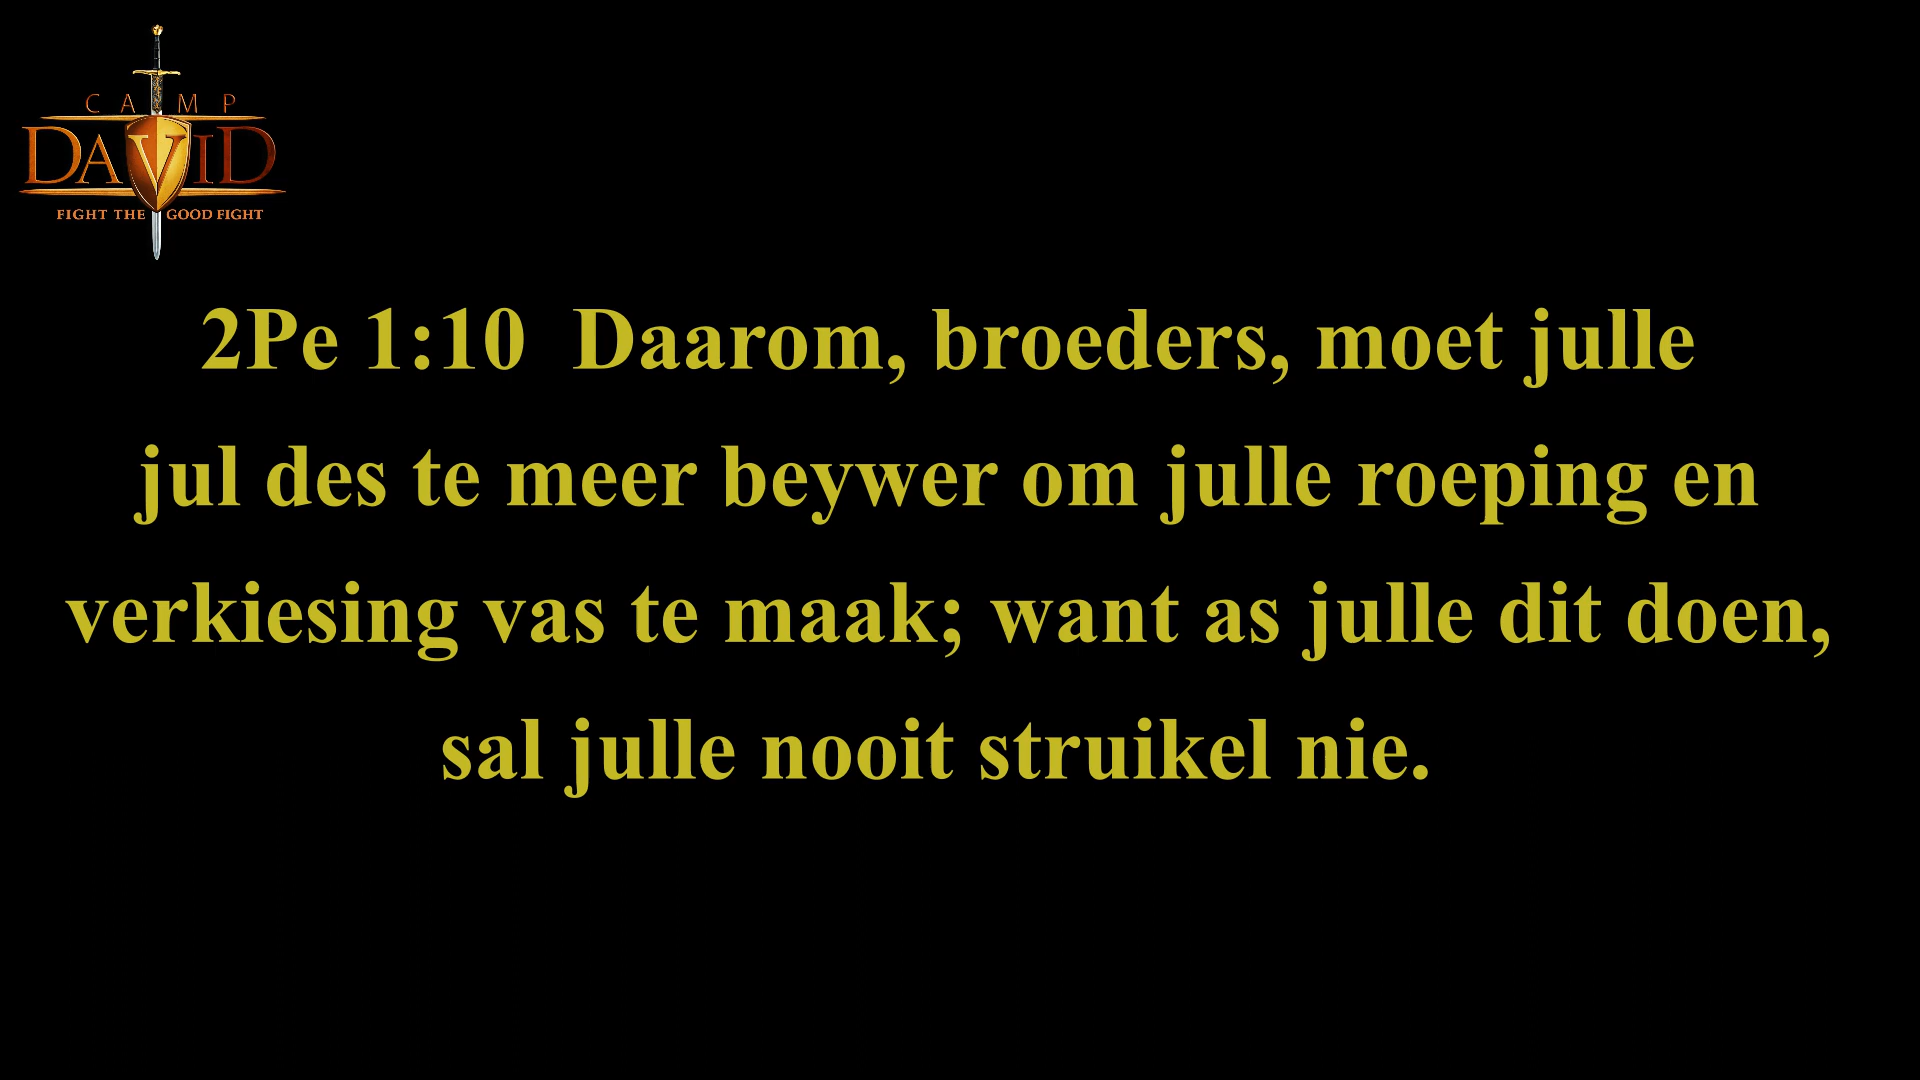 CAMP
DAVID
FIGHT THE GOOD FIGHT
2Pe 1:10  Daarom, broeders, moet julle
jul des te meer beywer om julle roeping en
verkiesing vas te maak; want as julle dit doen,
sal julle nooit struikel nie.